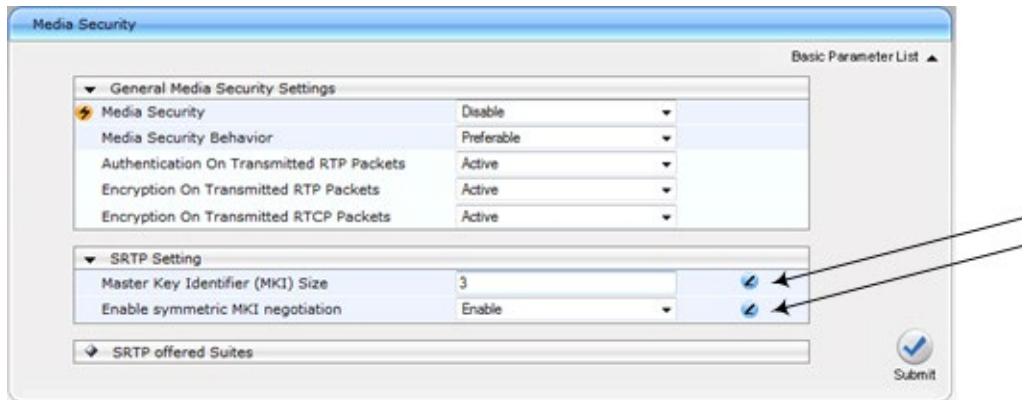 Media Security
Basic Parameter List
General Media Security Settings
Media Security Disable
Media Security Behavior Preferable
Authentication On Transmitted RTP Packets Active
Encryption On Transmitted RTP Packets Active
Encryption On Transmitted RTCP Packets Active
SRTP Setting
Master Key Identifier (MKI) Size 3
Enable symmetric MKI negotiation Enable
SRTP offered Suites
Submit